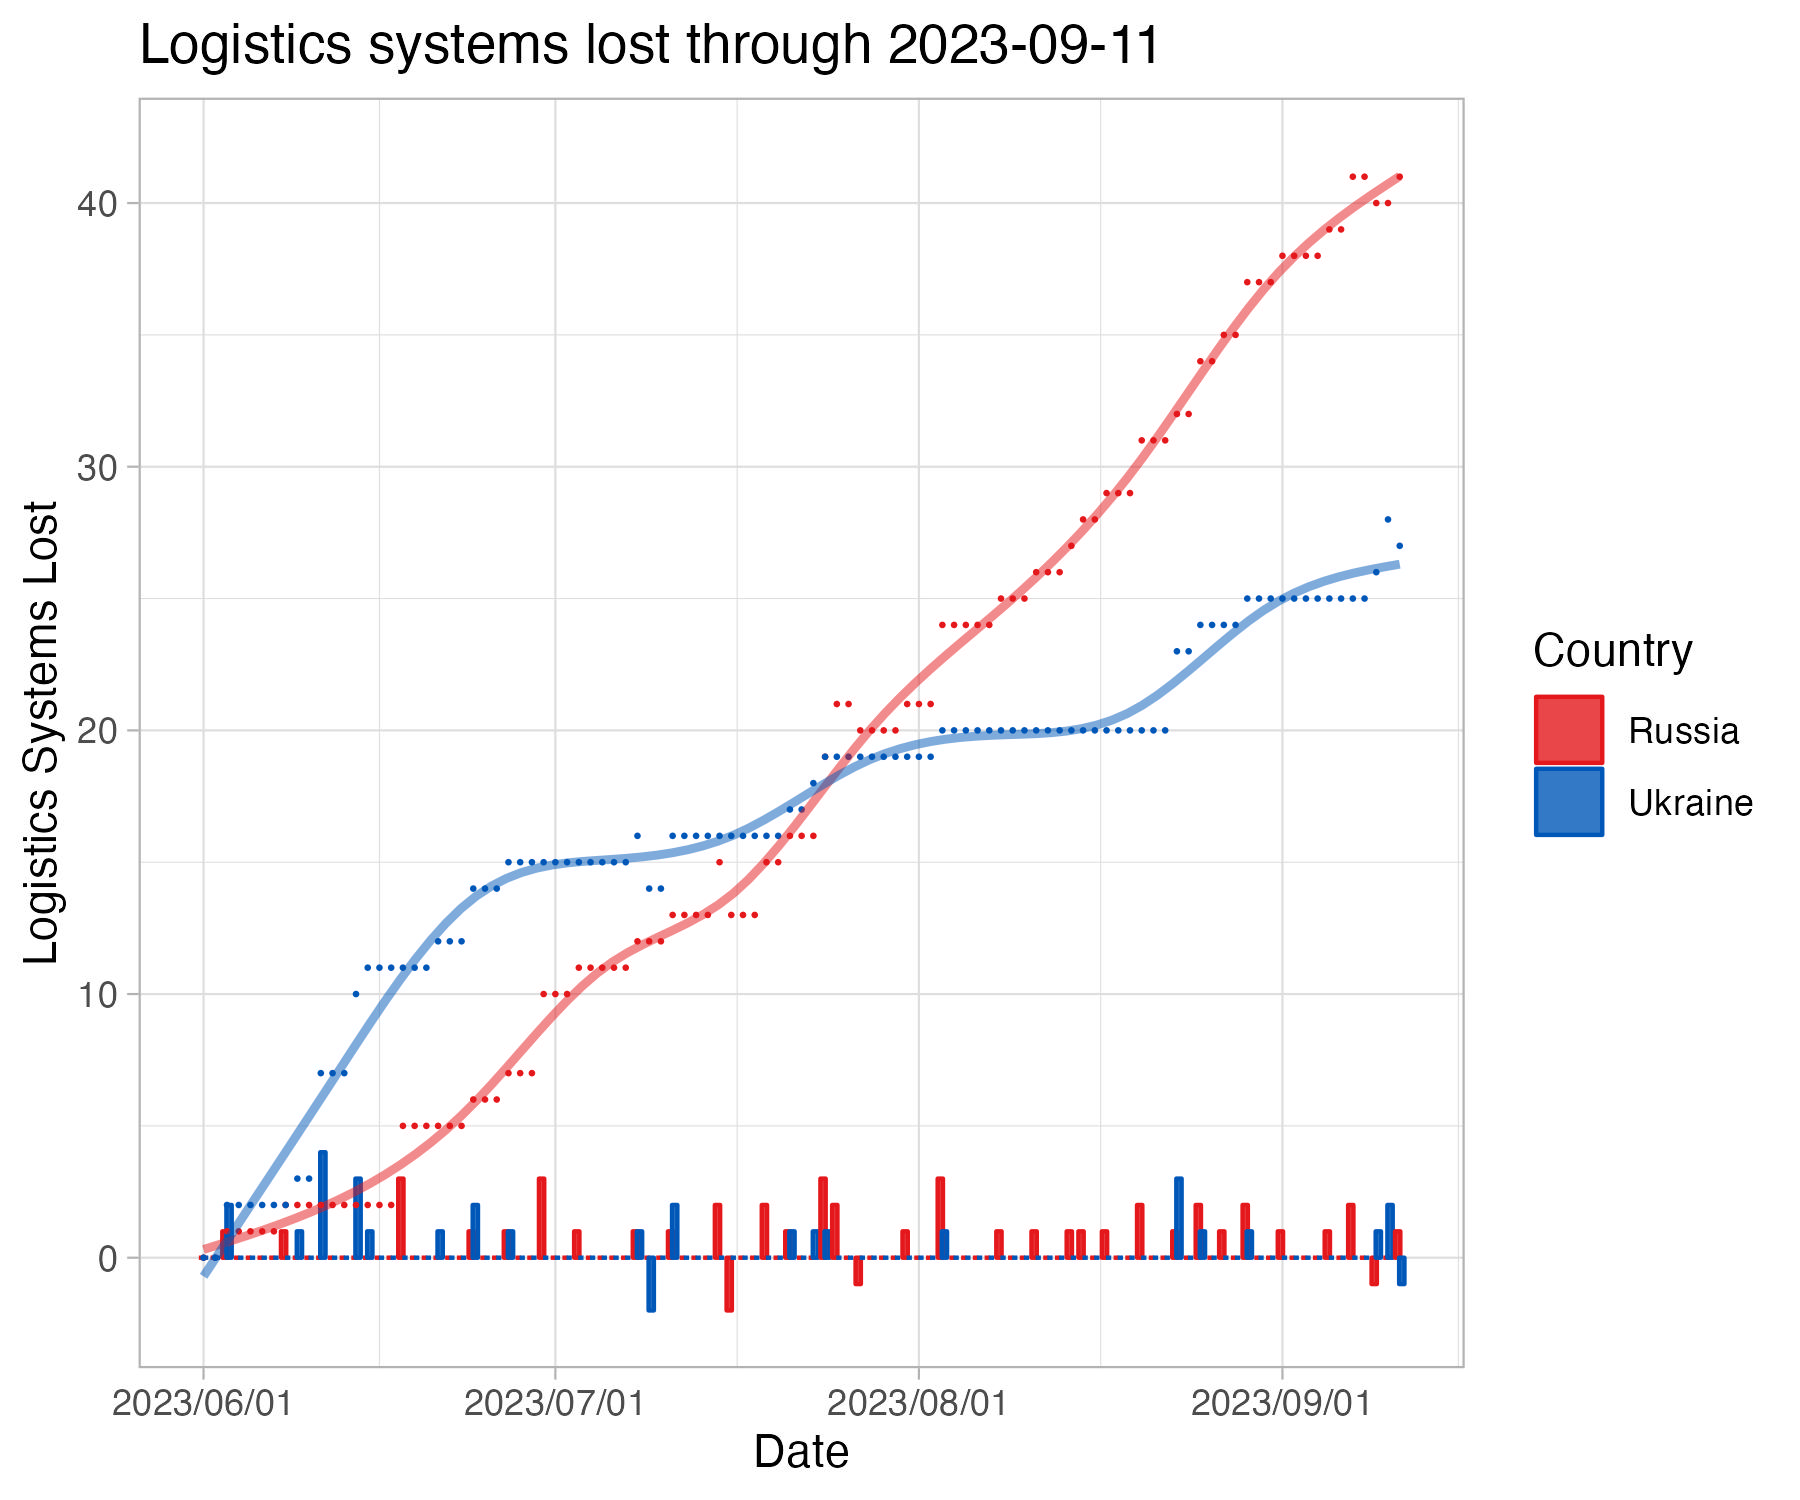 Logistics systems lost through 2023-09-11
Logistics Systems Lost
40
30
20
10
0
2023/06/01 2023/07/01 2023/08/01 2023/09/01
Date
Country
Russia
Ukraine